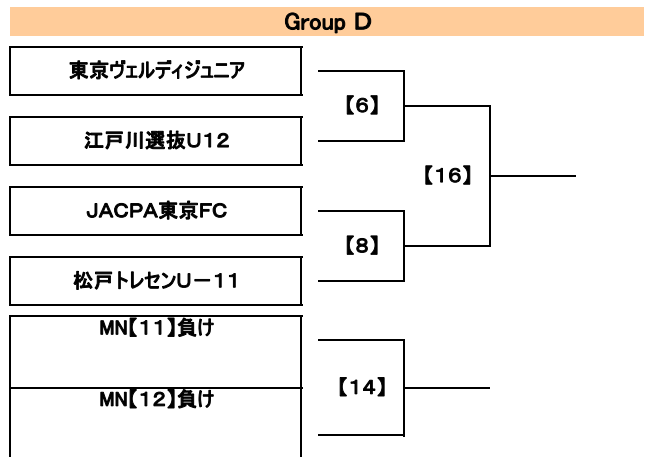 Group D
東京ヴェルディジュニア
【6】
江戸川選抜U12
【16】
JACPA東京FC
【8】
松戸トレセンU－11
MN【11】負け
【14】
MN【12】負け